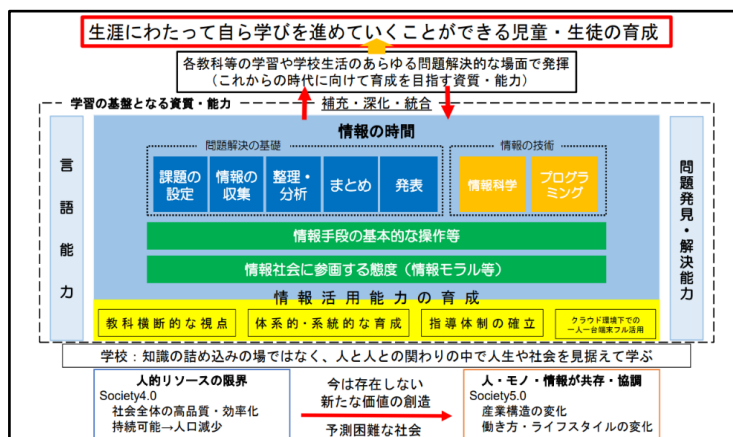 生涯にわたって自ら学びを進めていくことができる児童・生徒の育成
各教科等の学習や学校生活のあらゆる問題解決的な場面で発揮
（これからの時代に向けて育成を目指す資質・能力）
学習の基盤となる資質・能力
補充・深化・統合
言語能力
情報の時間
問題解決の基礎
課題の
設定
情報の
収集
整理・
分析
まとめ
発表
情報の技術
情報科学
プログラ
ミング
情報手段の基本的な操作等
情報社会に参画する態度（情報モラル等）
情報活用能力の育成
教科横断的な視点
体系的・系統的な育成
指導体制の確立
クラウド環境下での
一人一台端末フル活用
問題発見・解決能力
学校：知識の詰め込みの場ではなく、人と人との関わりの中で人生や社会を見据えて学ぶ
人的リソースの限界
Society4.0
社会全体の高品質・効率化
持続可能→人口減少
今は存在しない
新たな価値の創造
予測困難な社会
人・モノ・情報が共存・協調
Society5.0
産業構造の変化
働き方・ライフスタイルの変化